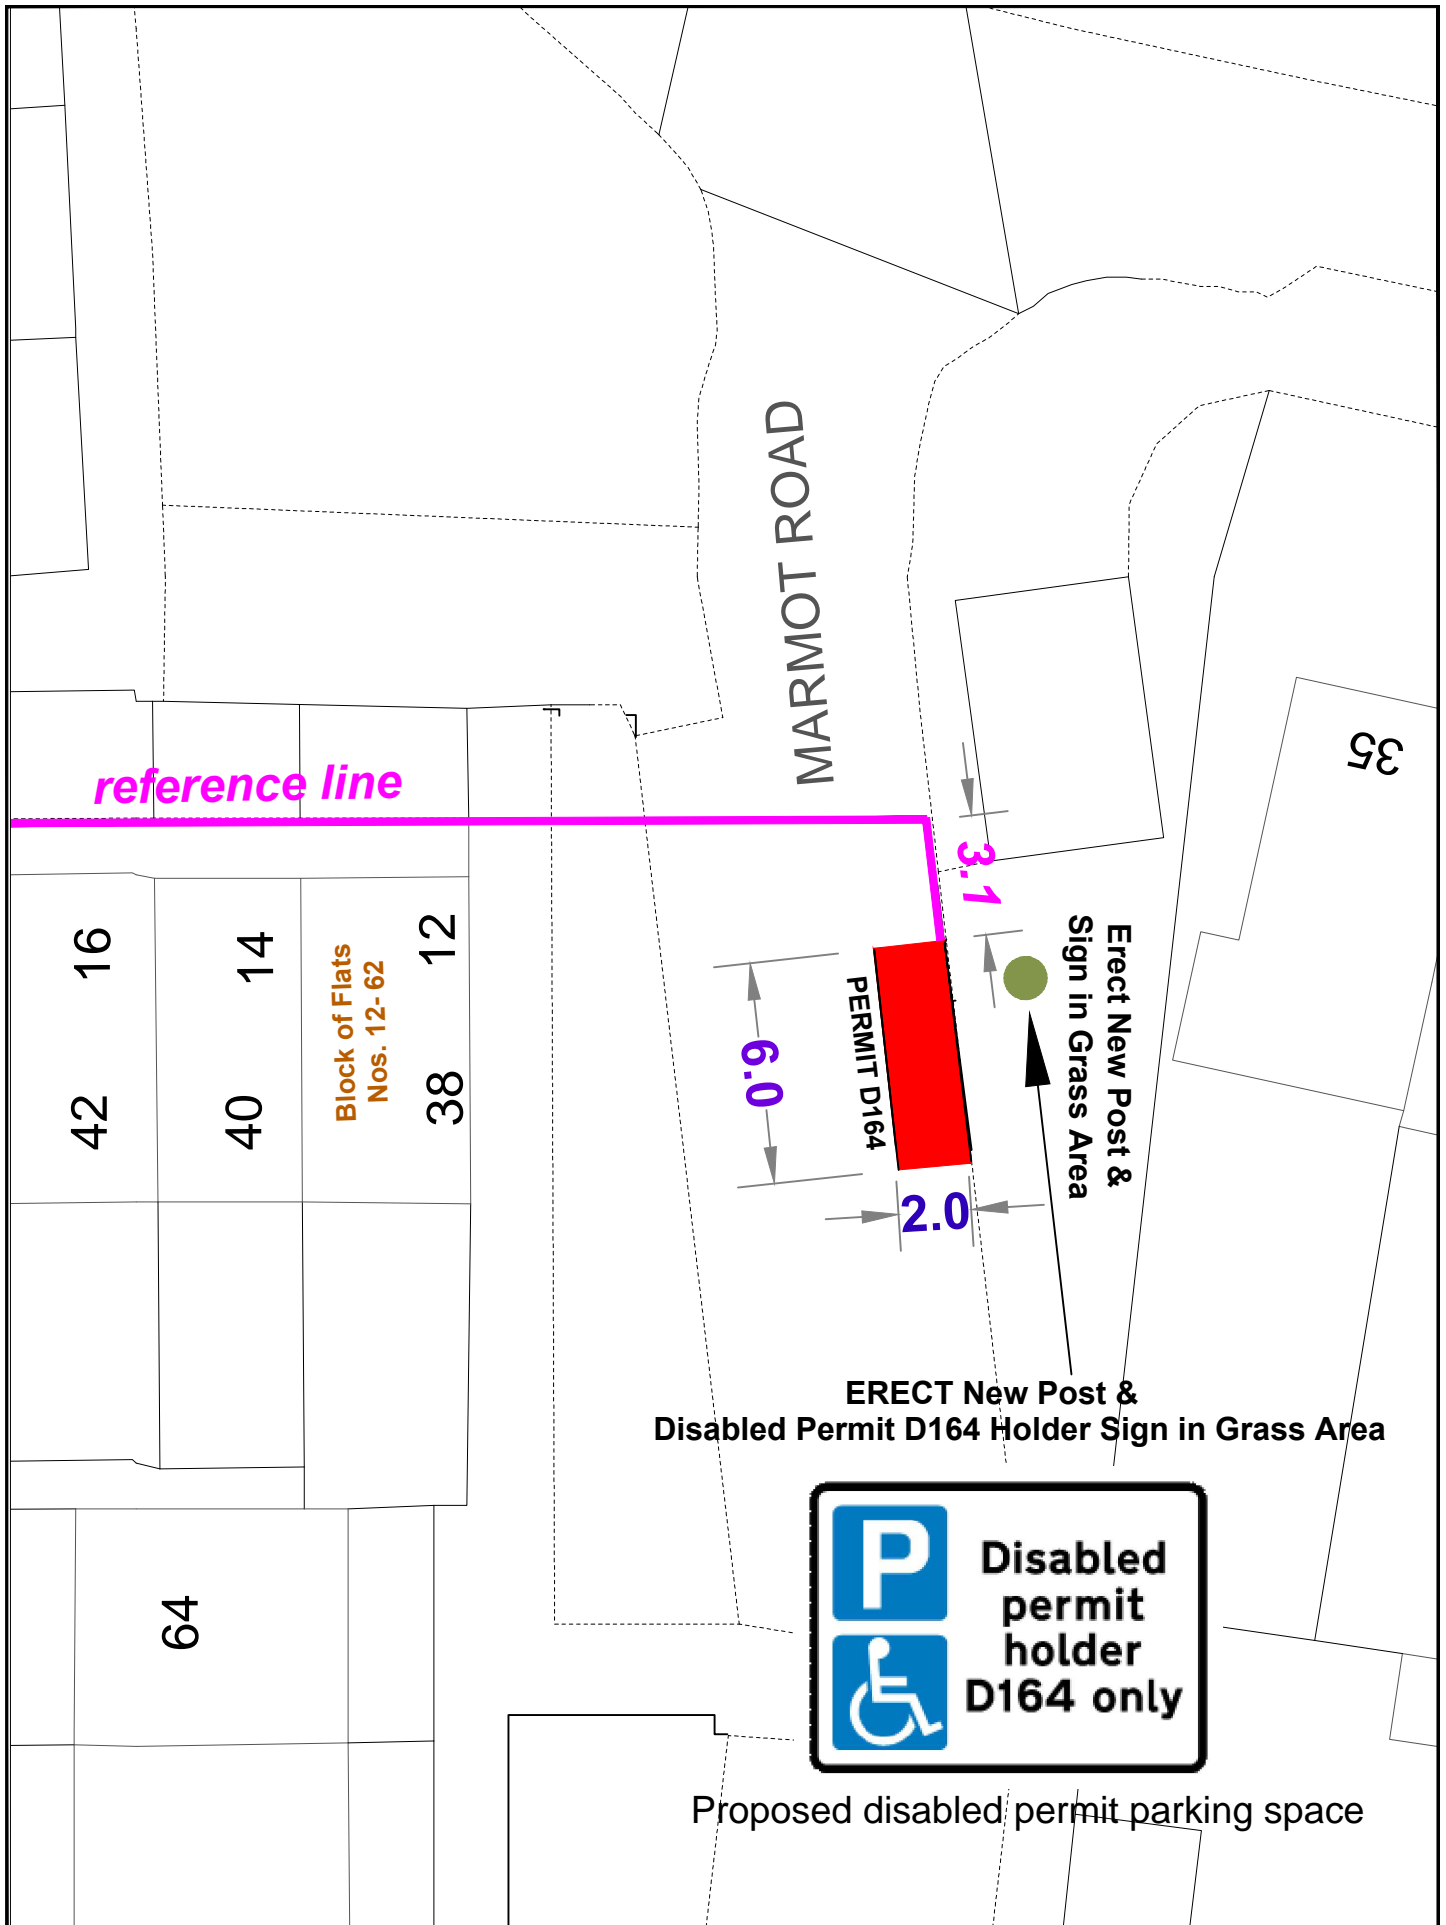 MARMOT ROAD
35
reference line
3.1
16
14
12
Block of Flats
Nos. 12- 62
42
40
38
6.0
PERMIT D164
2.0
Erect New Post &
Sign in Grass Area
ERECT New Post &
Disabled Permit D164 Holder Sign in Grass Area
64
P
Disabled
permit
holder
D164 only
Proposed disabled permit parking space